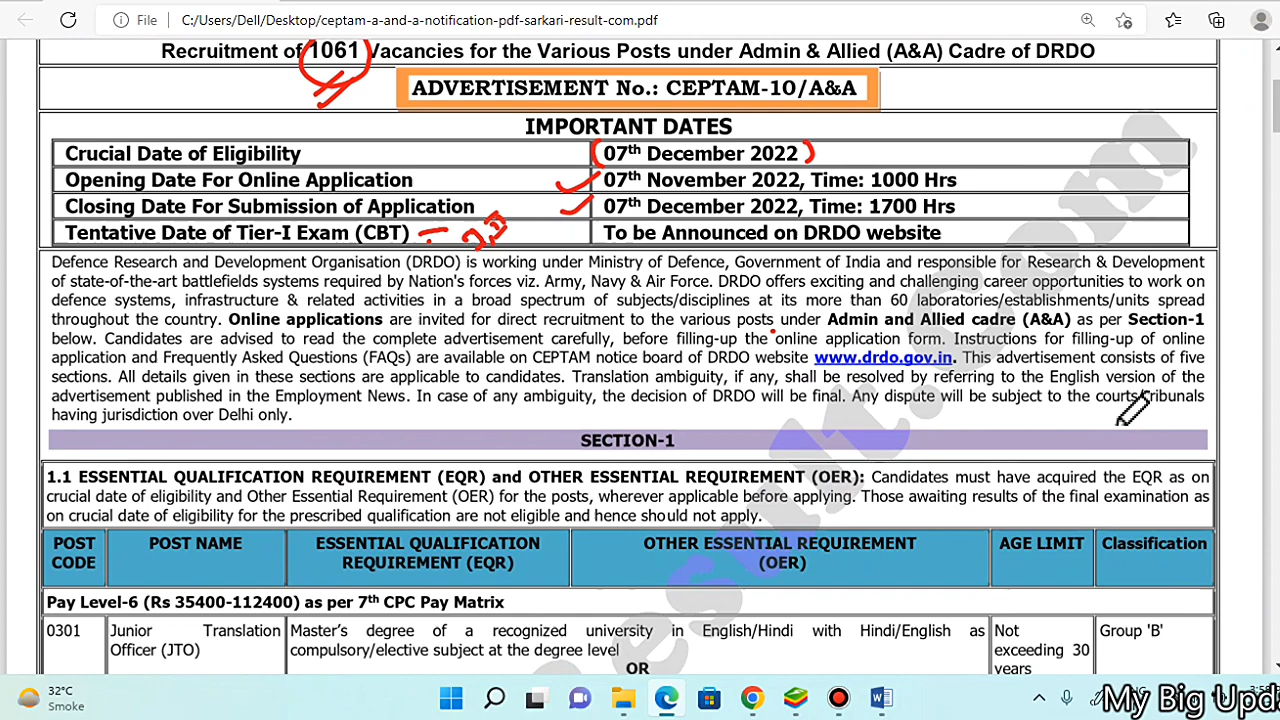 File
C:/Users/Dell/Desktop/ceptam-a-and-a-notification-pdf-sarkari-result-com.pdf
Recruitment of 1061 Vacancies for the Various Posts under Admin & Allied (A&A) Cadre of DRDO
ADVERTISEMENT No.: CEPTAM-10/A&A
IMPORTANT DATES
Crucial Date of Eligibility 07th December 2022
Opening Date For Online Application 07th November 2022, Time: 1000 Hrs
Closing Date For Submission of Application 07th December 2022, Time: 1700 Hrs
Tentative Date of Tier-I Exam (CBT) To be Announced on DRDO website
Defence Research and Development Organisation (DRDO) is working under Ministry of Defence, Government of India and responsible for Research & Development
of state-of-the-art battlefields systems required by Nation's forces viz. Army, Navy & Air Force. DRDO offers exciting and challenging career opportunities to work on
defence systems, infrastructure & related activities in a broad spectrum of subjects/disciplines at its more than 60 laboratories/establishments/units spread
throughout the country. Online applications are invited for direct recruitment to the various posts under Admin and Allied cadre (A&A) as per Section-1
below. Candidates are advised to read the complete advertisement carefully, before filling-up the online application form. Instructions for filling-up of online
application and Frequently Asked Questions (FAQs) are available on CEPTAM notice board of DRDO website www.drdo.gov.in. This advertisement consists of five
sections. All details given in these sections are applicable to candidates. Translation ambiguity, if any, shall be resolved by referring to the English version of the
advertisement published in the Employment News. In case of any ambiguity, the decision of DRDO will be final. Any dispute will be subject to the courts/tribunals
having jurisdiction over Delhi only.
SECTION-1
1.1 ESSENTIAL QUALIFICATION REQUIREMENT (EQR) and OTHER ESSENTIAL REQUIREMENT (OER): Candidates must have acquired the EQR as on
crucial date of eligibility and Other Essential Requirement (OER) for the posts, wherever applicable before applying. Those awaiting results of the final examination as
on crucial date of eligibility for the prescribed qualification are not eligible and hence should not apply.
POST CODE POST NAME ESSENTIAL QUALIFICATION REQUIREMENT (EQR) OTHER ESSENTIAL REQUIREMENT (OER) AGE LIMIT Classification
Pay Level-6 (Rs 35400-112400) as per 7th CPC Pay Matrix
0301 Junior Translation Master's degree of a recognized university in English/Hindi with Hindi/English as Not Group 'B'
Officer (JTO) compulsory/elective subject at the degree level exceeding 30
OR years
32°C
Smoke
My Big Upd